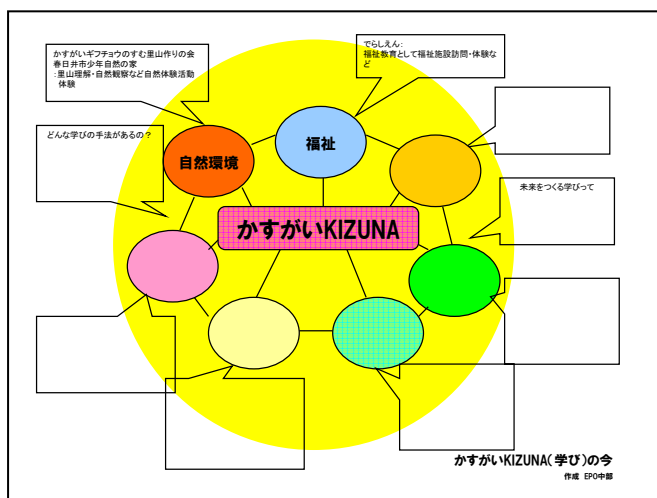 かすがいギフチョウのすむ里山作りの会
春日井市少年自然の家
:里山理解・自然観察など自然体験活動
体験
でらしえん:
福祉教育として福祉施設訪問・体験な
ど
どんな学びの手法があるの?
自然環境
福祉
未来をつくる学びって
かすがいKIZUNA
かすがいKIZUNA(学び)の今
作成 EPO中部